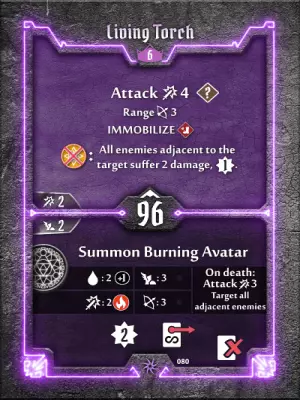 Living Torch
6
Attack 4 ?
Range 3
IMMOBILIZE
: All enemies adjacent to the
target suffer 2 damage, 1.
2
96
2
Summon Burning Avatar
: 2 +1 : 3 On death:
Attack 3
: 2 : 3 Target all
adjacent enemies
2
080